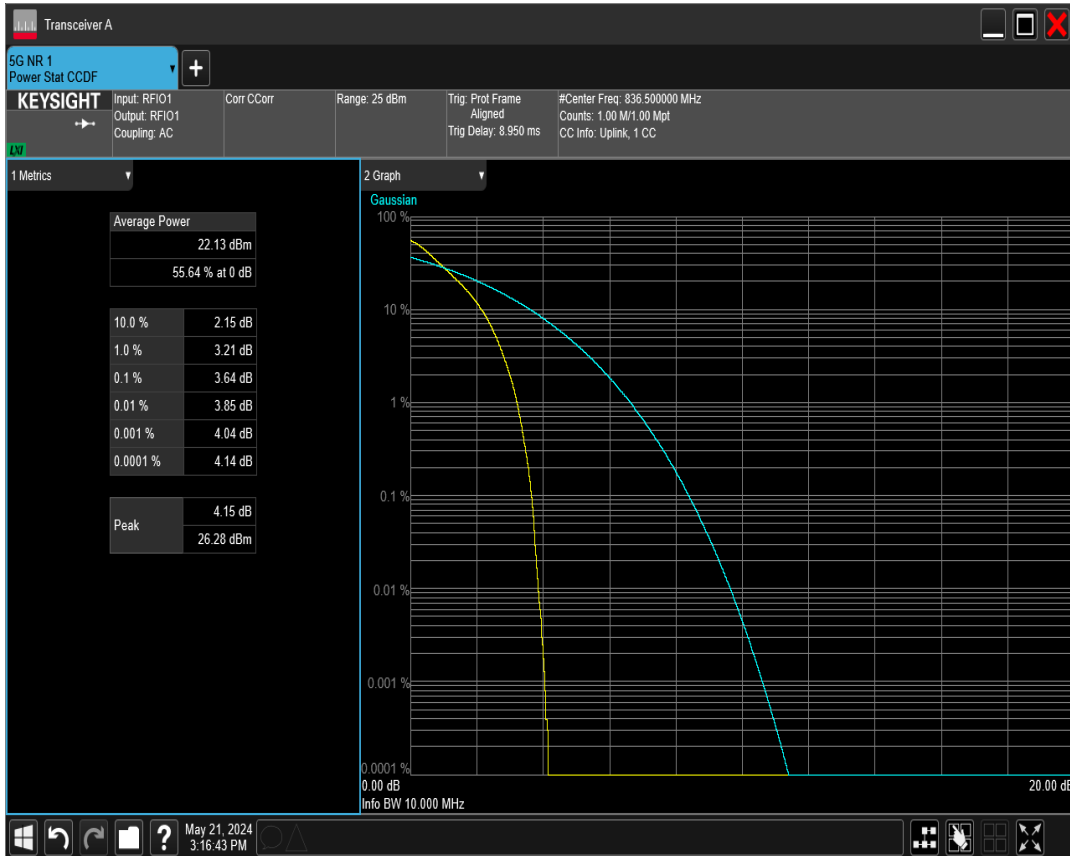 Transceiver A
5G NR 1
Power Stat CCDF
+
KEYSIGHT
LXI
Input: RFIO1
Output: RFIO1
Coupling: AC
Corr CCorr
Range: 25 dBm
Trig: Prot Frame
Aligned
Trig Delay: 8.950 ms
#Center Freq: 836.500000 MHz
Counts: 1.00 M/1.00 Mpt
CC Info: Uplink, 1 CC
1 Metrics
Average Power
22.13 dBm
55.64 % at 0 dB
10.0 % 2.15 dB
1.0 % 3.21 dB
0.1 % 3.64 dB
0.01 % 3.85 dB
0.001 % 4.04 dB
0.0001 % 4.14 dB
Peak 4.15 dB
26.28 dBm
2 Graph
Gaussian
100 %
10 %
1 %
0.1 %
0.01 %
0.001 %
0.0001 %
0.00 dB 20.00 dB
Info BW 10.000 MHz
?
May 21, 2024
3:16:43 PM